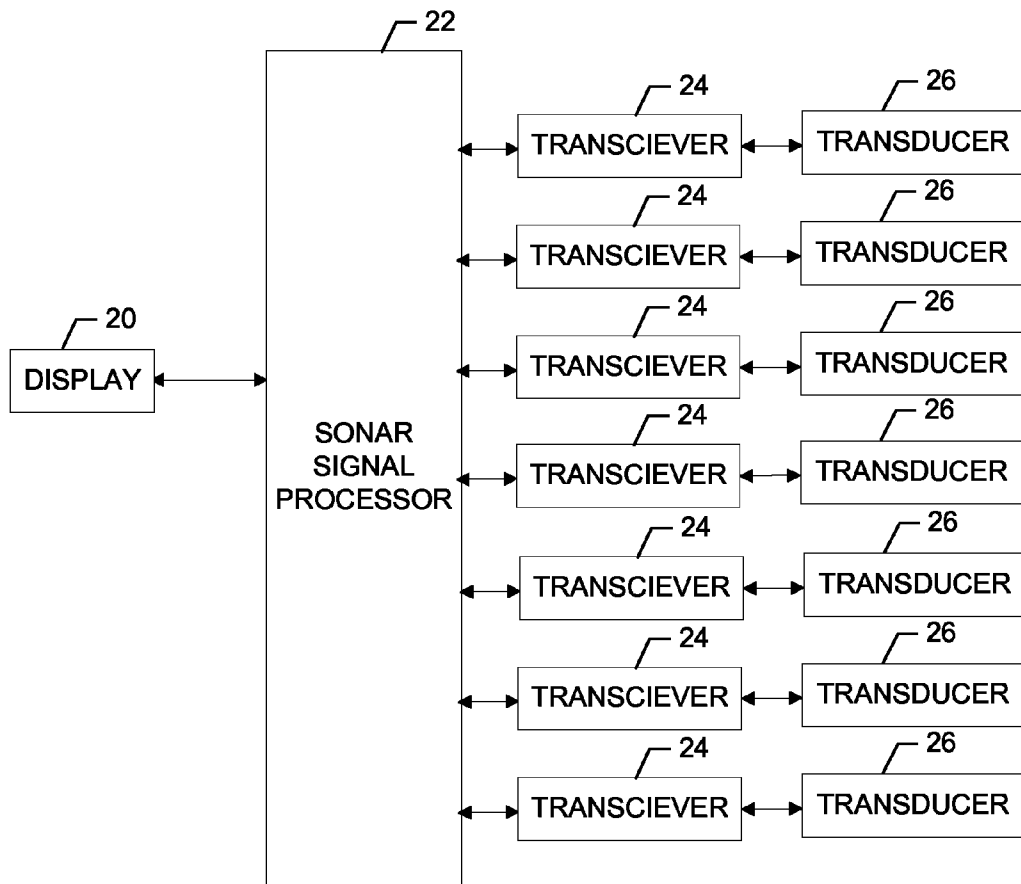 22
24
26
TRANSCIEVER
TRANSDUCER
24
26
TRANSCIEVER
TRANSDUCER
20
24
26
DISPLAY
TRANSCIEVER
TRANSDUCER
SONAR
SIGNAL
PROCESSOR
24
26
TRANSCIEVER
TRANSDUCER
24
26
TRANSCIEVER
TRANSDUCER
24
26
TRANSCIEVER
TRANSDUCER
24
26
TRANSCIEVER
TRANSDUCER